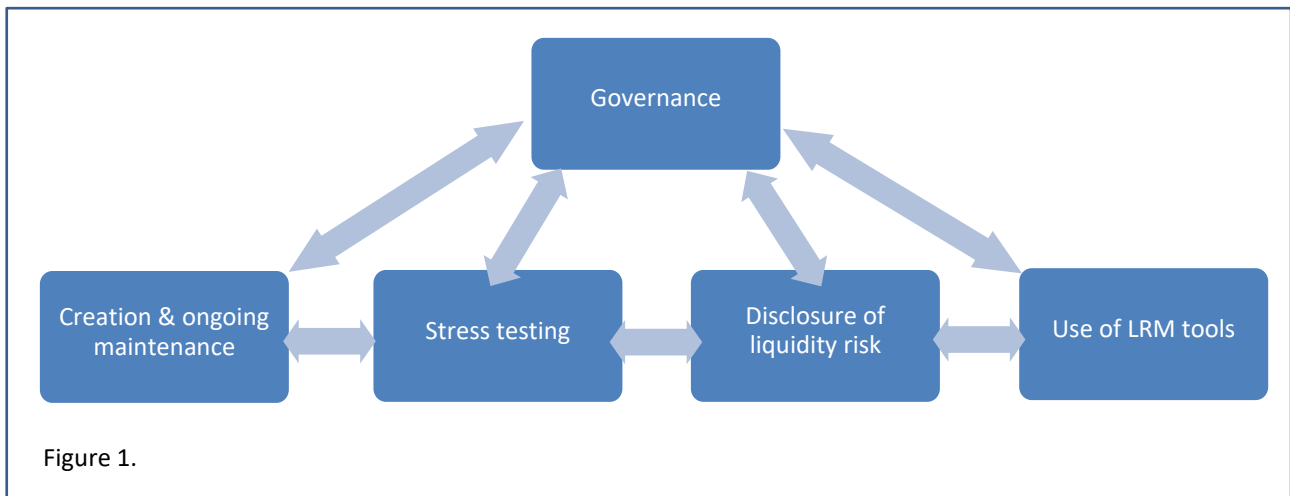 Governance
Creation & ongoing
maintenance
Stress testing
Disclosure of
liquidity risk
Use of LRM tools
Figure 1.